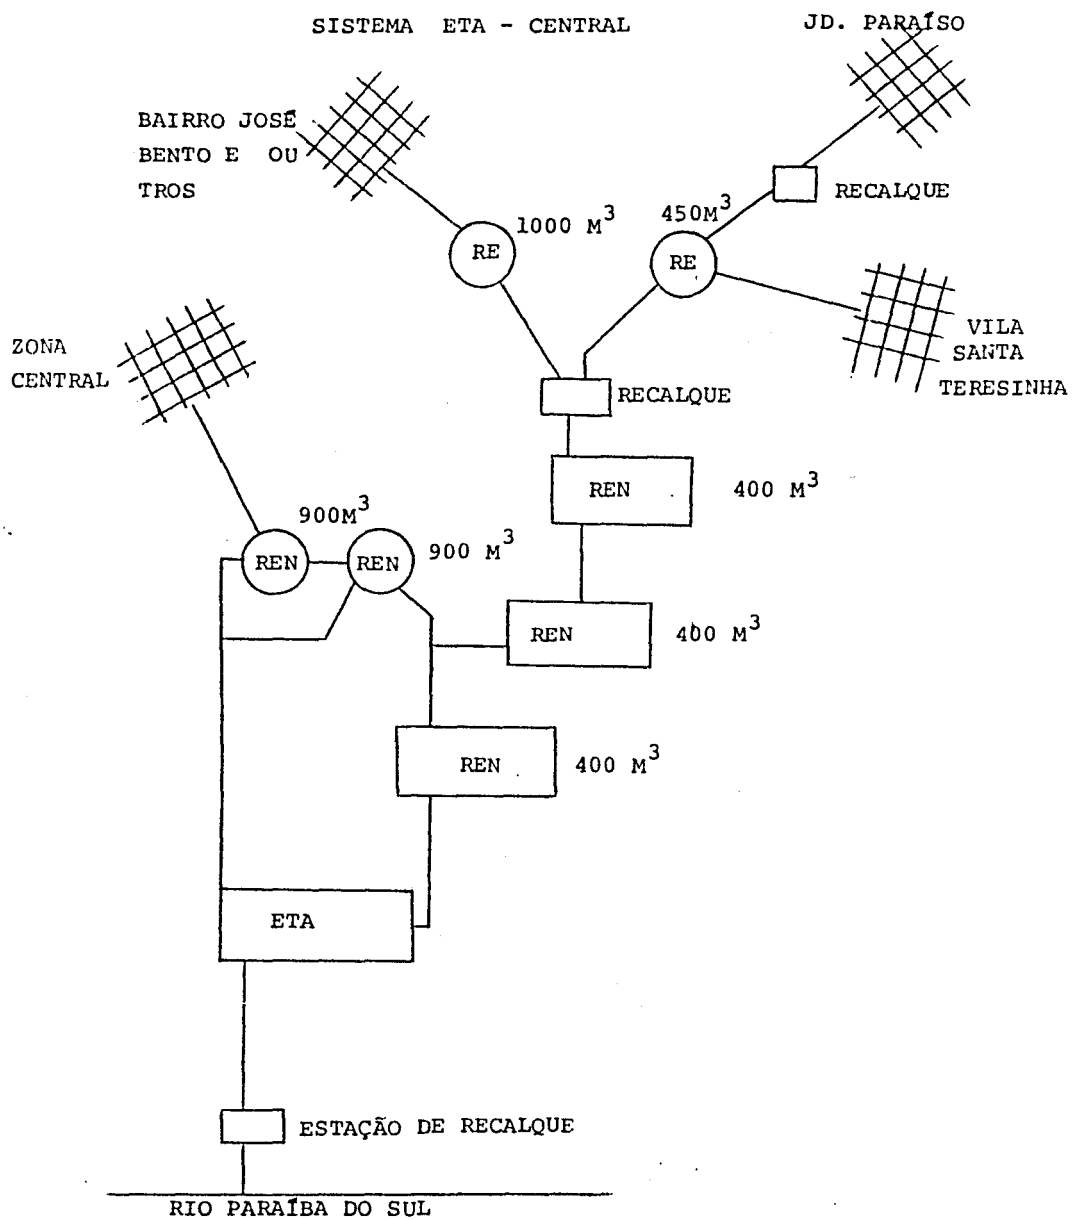 SISTEMA ETA - CENTRAL
JD. PARAÍSO
BAIRRO JOSÉ
BENTO E OU
TROS
RECALQUE
1000 M³
450M³
RE
RE
ZONA
CENTRAL
VILA
SANTA
TERESINHA
RECALQUE
REN
400 M³
900M³
900 M³
REN
REN
REN
400 M³
REN
400 M³
ETA
ESTAÇÃO DE RECALQUE
RIO PARAÍBA DO SUL